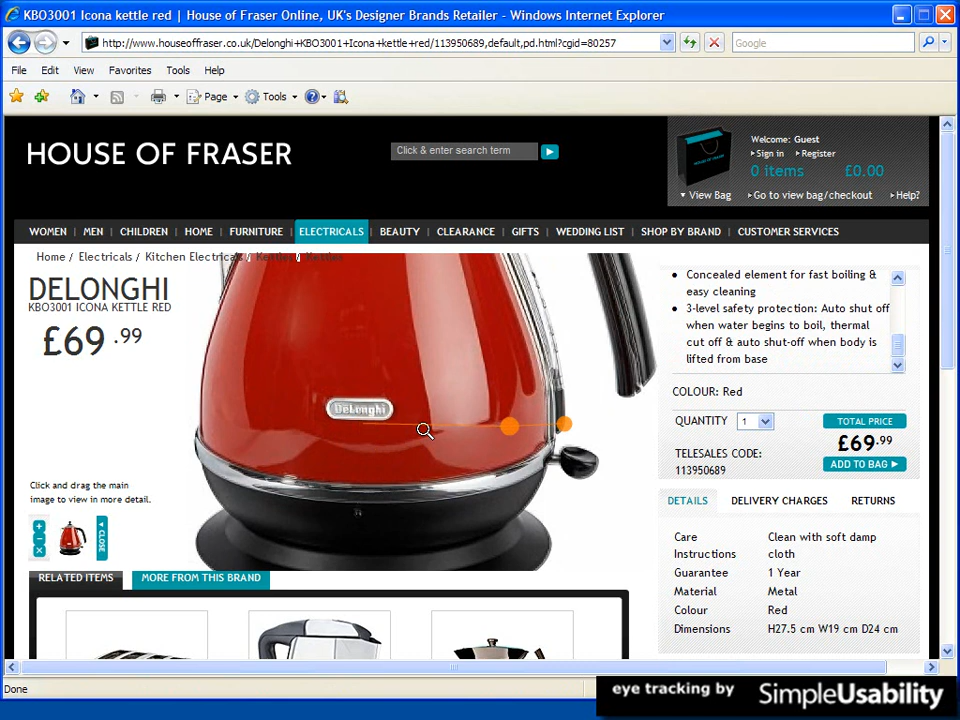 KBO3001 Icona kettle red | House of Fraser Online, UK's Designer Brands Retailer - Windows Internet Explorer
http://www.houseoffraser.co.uk/Delonghi+KBO3001+Icona+kettle+red/113950689,default,pd.html?cgid=80257
Google
File Edit View Favorites Tools Help
Page Tools
HOUSE OF FRASER
Click & enter search term
HOUSE OF FRASER
Welcome: Guest
Sign in Register
0 items £0.00
View Bag Go to view bag/checkout Help?
WOMEN | MEN | CHILDREN | HOME | FURNITURE | ELECTRICALS | BEAUTY | CLEARANCE | GIFTS | WEDDING LIST | SHOP BY BRAND | CUSTOMER SERVICES
Home / Electricals / Kitchen Electricals / Kettles / Kettles
DELONGHI
KBO3001 ICONA KETTLE RED
£69.99
DeLonghi
Click and drag the main
image to view in more detail.
CLOSE
RELATED ITEMS MORE FROM THIS BRAND
Concealed element for fast boiling &
easy cleaning
3-level safety protection: Auto shut off
when water begins to boil, thermal
cut off & auto shut-off when body is
lifted from base
COLOUR: Red
QUANTITY 1
TOTAL PRICE
£69.99
TELESALES CODE:
113950689
ADD TO BAG
DETAILS DELIVERY CHARGES RETURNS
Care Instructions Clean with soft damp cloth
Guarantee 1 Year
Material Metal
Colour Red
Dimensions H27.5 cm W19 cm D24 cm
Done
eye tracking by SimpleUsability